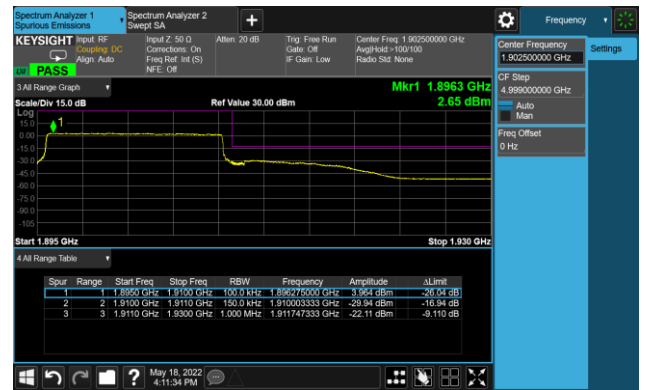 Spectrum Analyzer 1
Spurious Emissions
Spectrum Analyzer 2
Swept SA
Frequency
KEYSIGHT
Input: RF
Coupling: DC
Align: Auto
Input Z: 50 Ω
Corrections: On
Freq Ref: Int (S)
NFE: Off
Atten: 20 dB
Trig: Free Run
Gate: Off
IF Gain: Low
Center Freq: 1.902500000 GHz
Avg|Hold:>100/100
Radio Std: None
PASS
Center Frequency
1.902500000 GHz
Settings
CF Step
4.999000000 GHz
Auto
Man
Freq Offset
0 Hz
3 All Range Graph
Mkr1 1.8963 GHz
Scale/Div 15.0 dB
Ref Value 30.00 dBm
2.65 dBm
Log
15.0
0.00
-15.0
-30.0
-45.0
-60.0
-75.0
-90.0
-105
1
Start 1.895 GHz
Stop 1.930 GHz
4 All Range Table
Spur Range Start Freq Stop Freq RBW Frequency Amplitude ΔLimit
1 1 1.8950 GHz 1.9100 GHz 100.0 kHz 1.896275000 GHz 3.964 dBm -26.04 dB
2 2 1.9100 GHz 1.9110 GHz 150.0 kHz 1.910003333 GHz -29.94 dBm -16.94 dB
3 3 1.9110 GHz 1.9300 GHz 1.000 MHz 1.911747333 GHz -22.11 dBm -9.110 dB
May 18, 2022
4:11:34 PM